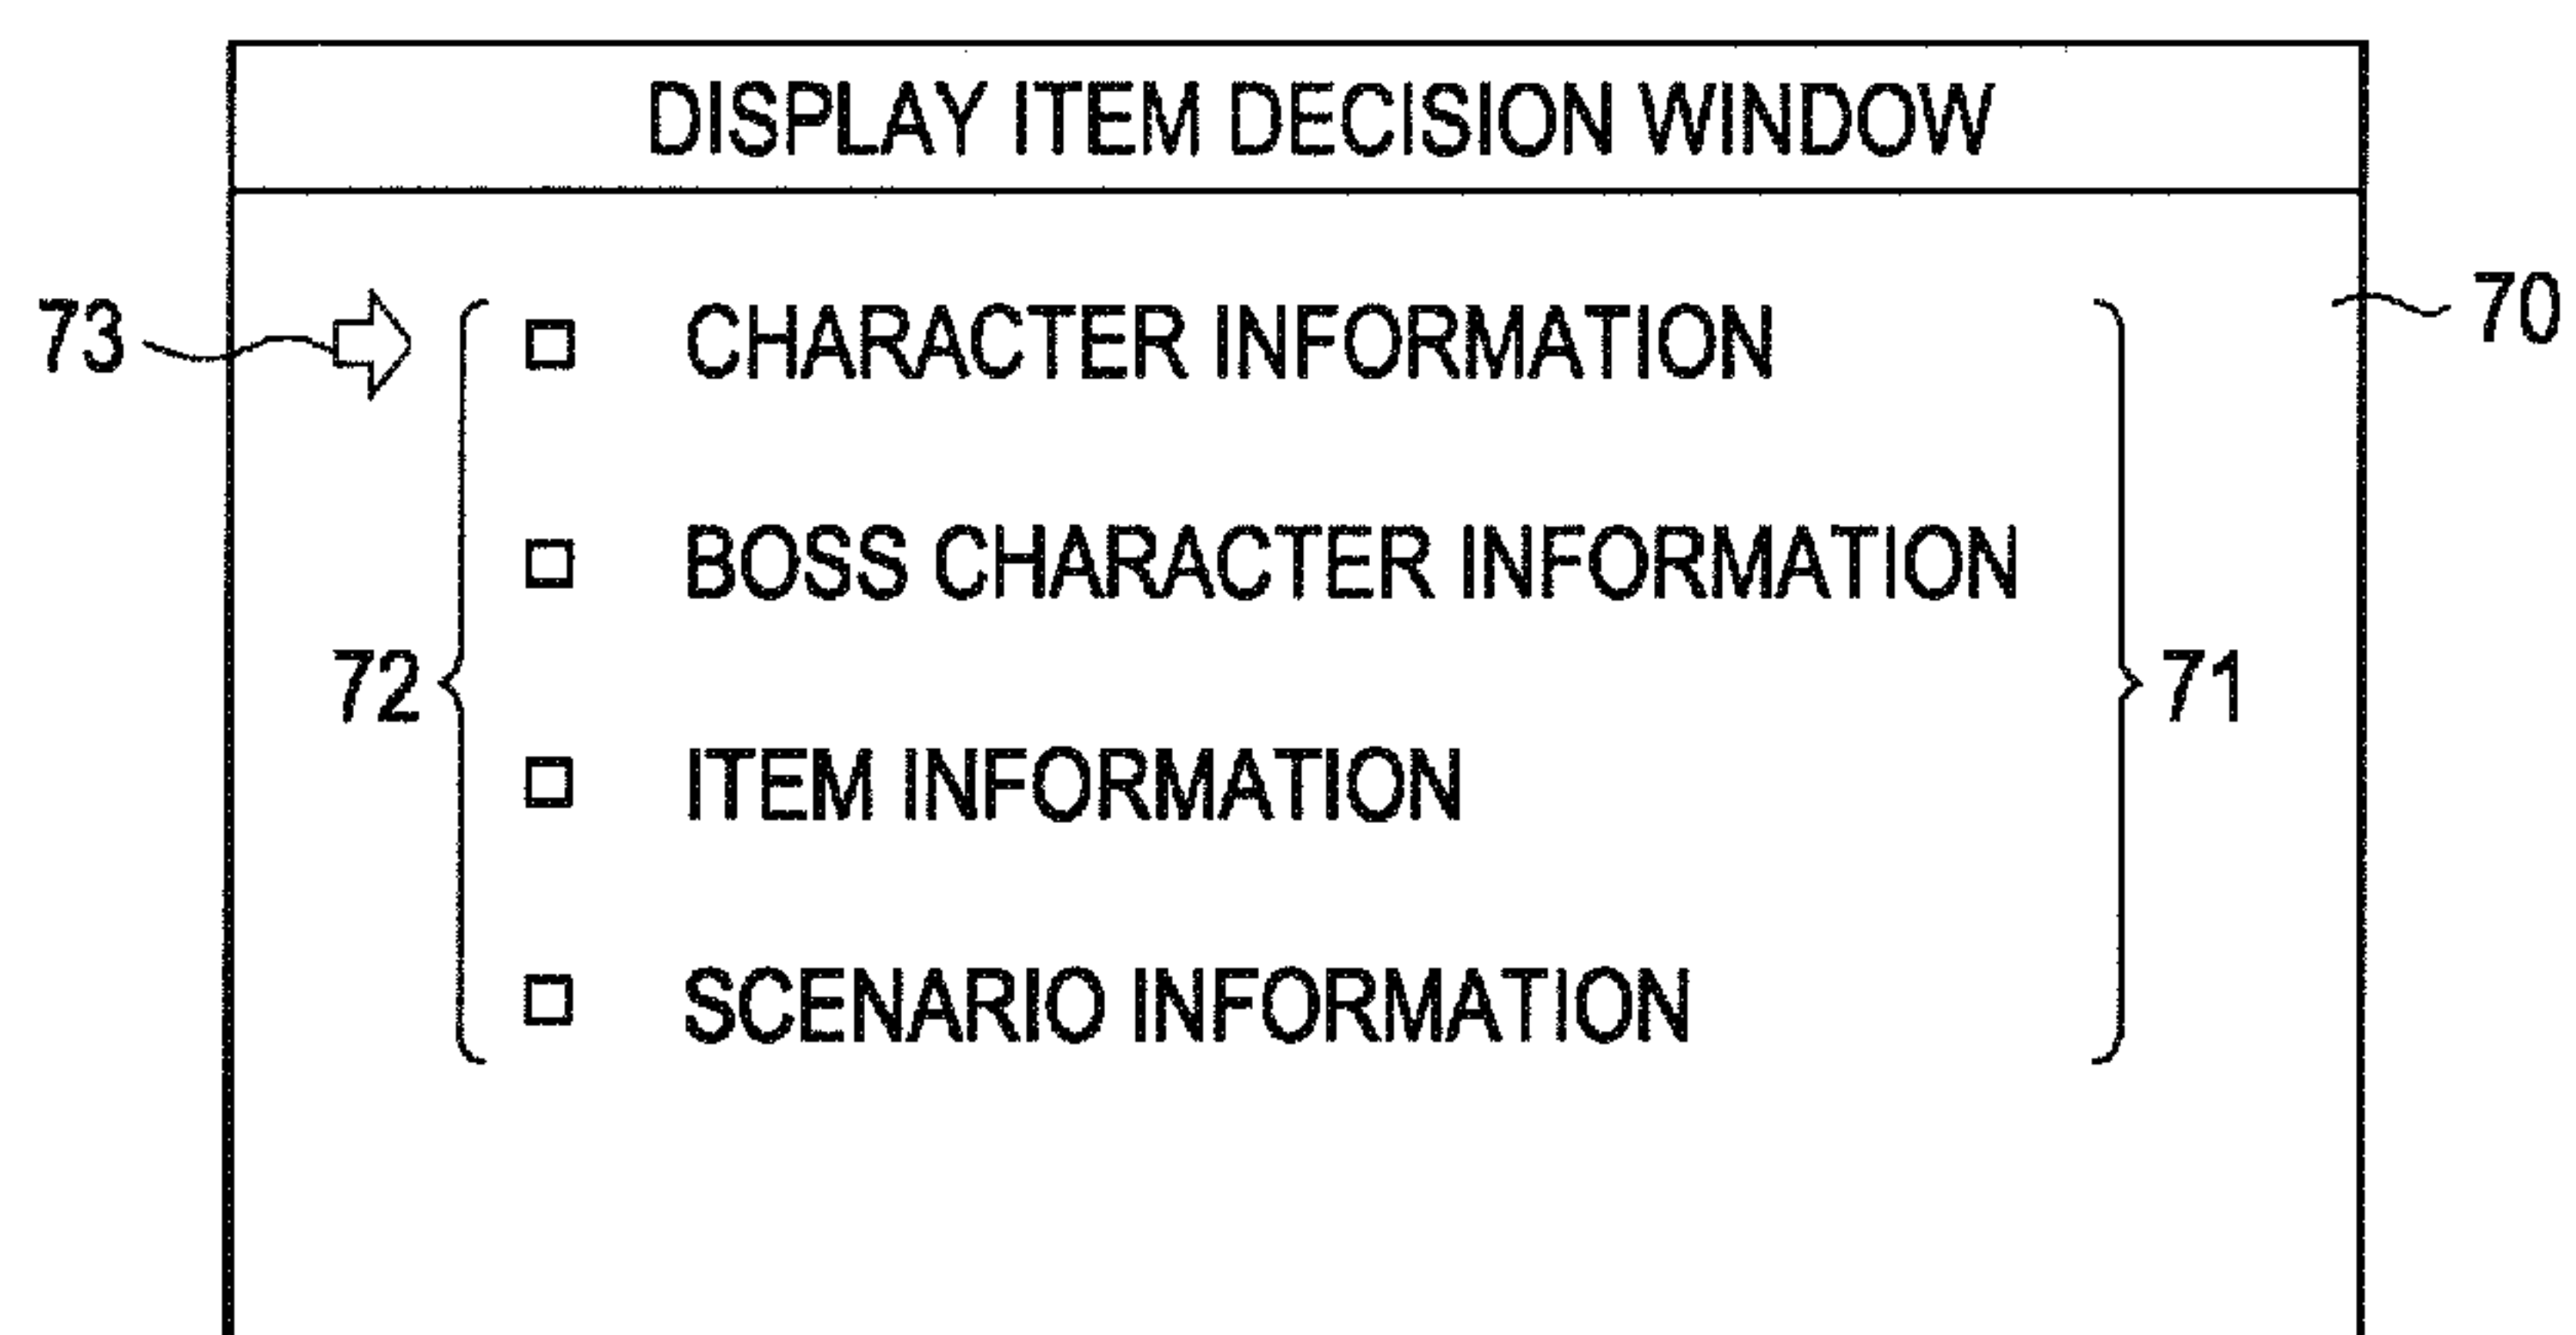 DISPLAY ITEM DECISION WINDOW
73 CHARACTER INFORMATION 70
BOSS CHARACTER INFORMATION
72 71
ITEM INFORMATION
SCENARIO INFORMATION